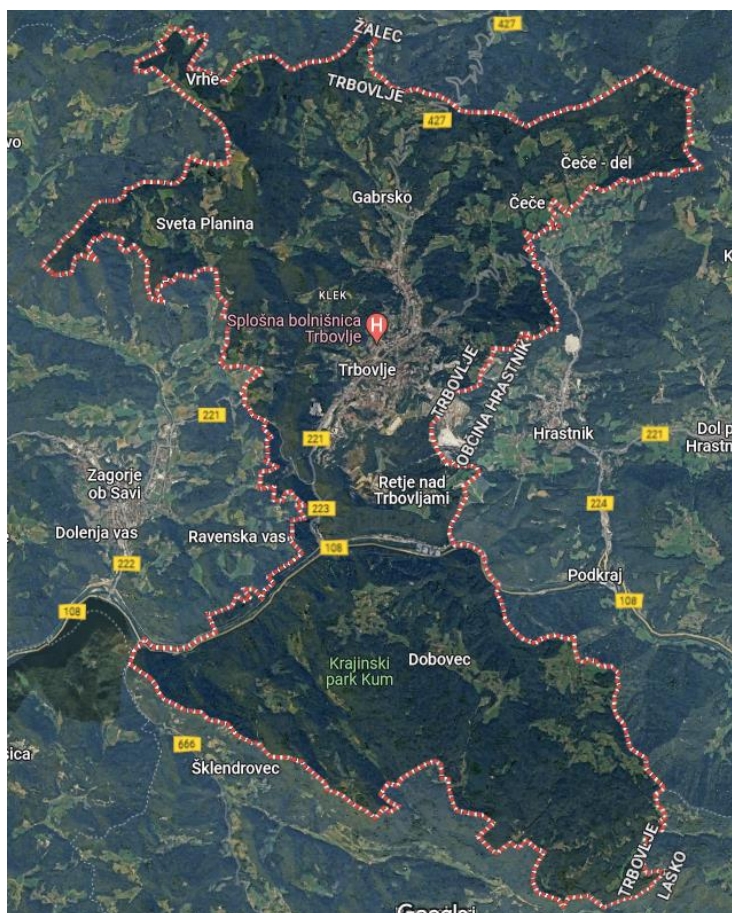 ŽALEC
427
Vrhe
TRBOVLJE
427
vo
Čeče - del
Gabrsko
Čeče
Sveta Planina
K
KLEK
Splošna bolnišnica
Trbovlje
H
Trbovlje
TRBOVLJE
OBČINA HRASTNIK
221
221
Hrastnik
221
Dol p
Hrastn
Zagorje
ob Savi
Retje nad
Trbovljami
223
224
Dolenja vas
Ravenska vas
108
222
Podkraj
108
108
Dobovec
Krajinski
park Kum
666
šica
Šklendrovec
TRBOVLJE
LAŠKO
Google